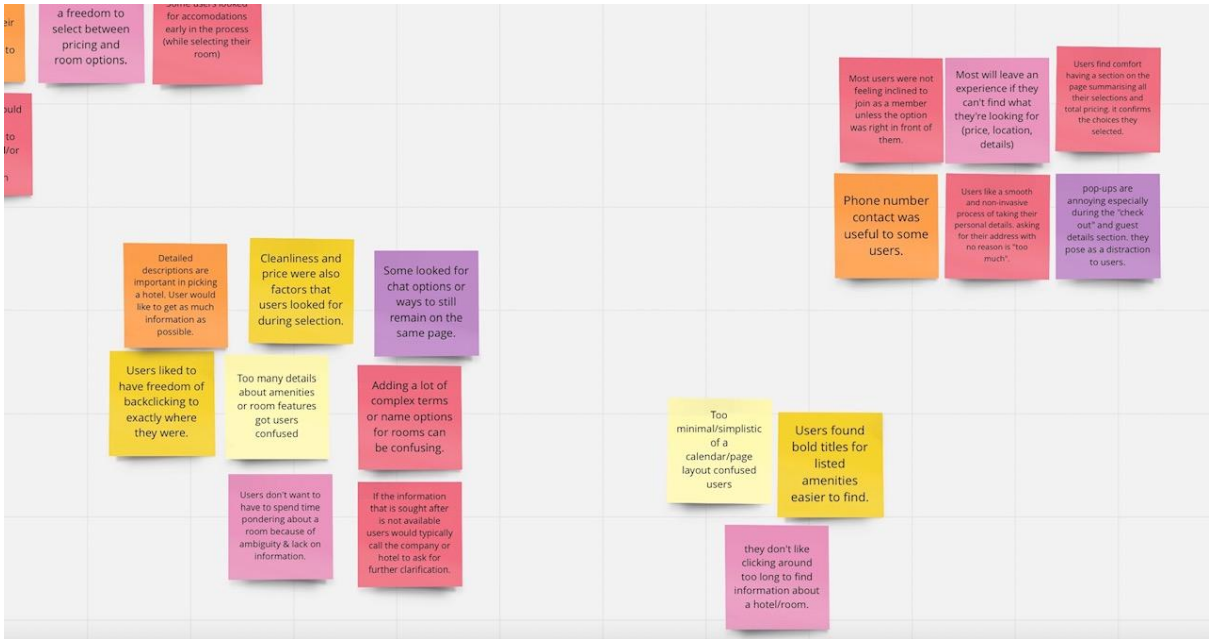 eir
to
a freedom to
select between
pricing and
room options.
Some users looked
for accomodations
early in the process
(while selecting their
room)
ould
to
l/or
n
Most users were not
feeling inclined to
join as a member
unless the option
was right in front of
them.
Most will leave an
experience if they
can't find what
they're looking for
(price, location,
details)
Users find comfort
having a section on the
page summarising all
their selections and
total pricing. it confirms
the choices they
selected.
Phone number
contact was
useful to some
users.
Users like a smooth
and non-invasive
process of taking their
personal details. asking
for their address with
no reason is "too
much".
pop-ups are
annoying especially
during the "check
out" and guest
details section. they
pose as a distraction
to users.
Detailed
descriptions are
important in picking
a hotel. User would
like to get as much
information as
possible.
Cleanliness and
price were also
factors that
users looked for
during selection.
Some looked for
chat options or
ways to still
remain on the
same page.
Users liked to
have freedom of
backclicking to
exactly where
they were.
Too many details
about amenities
or room features
got users
confused
Adding a lot of
complex terms
or name options
for rooms can
be confusing.
Users don't want to
have to spend time
pondering about a
room because of
ambiguity & lack on
information.
If the information
that is sought after
is not available
users would typically
call the company or
hotel to ask for
further clarification.
Too
minimal/simplistic
of a
calendar/page
layout confused
users
Users found
bold titles for
listed
amenities
easier to find.
they don't like
clicking around
too long to find
information about
a hotel/room.